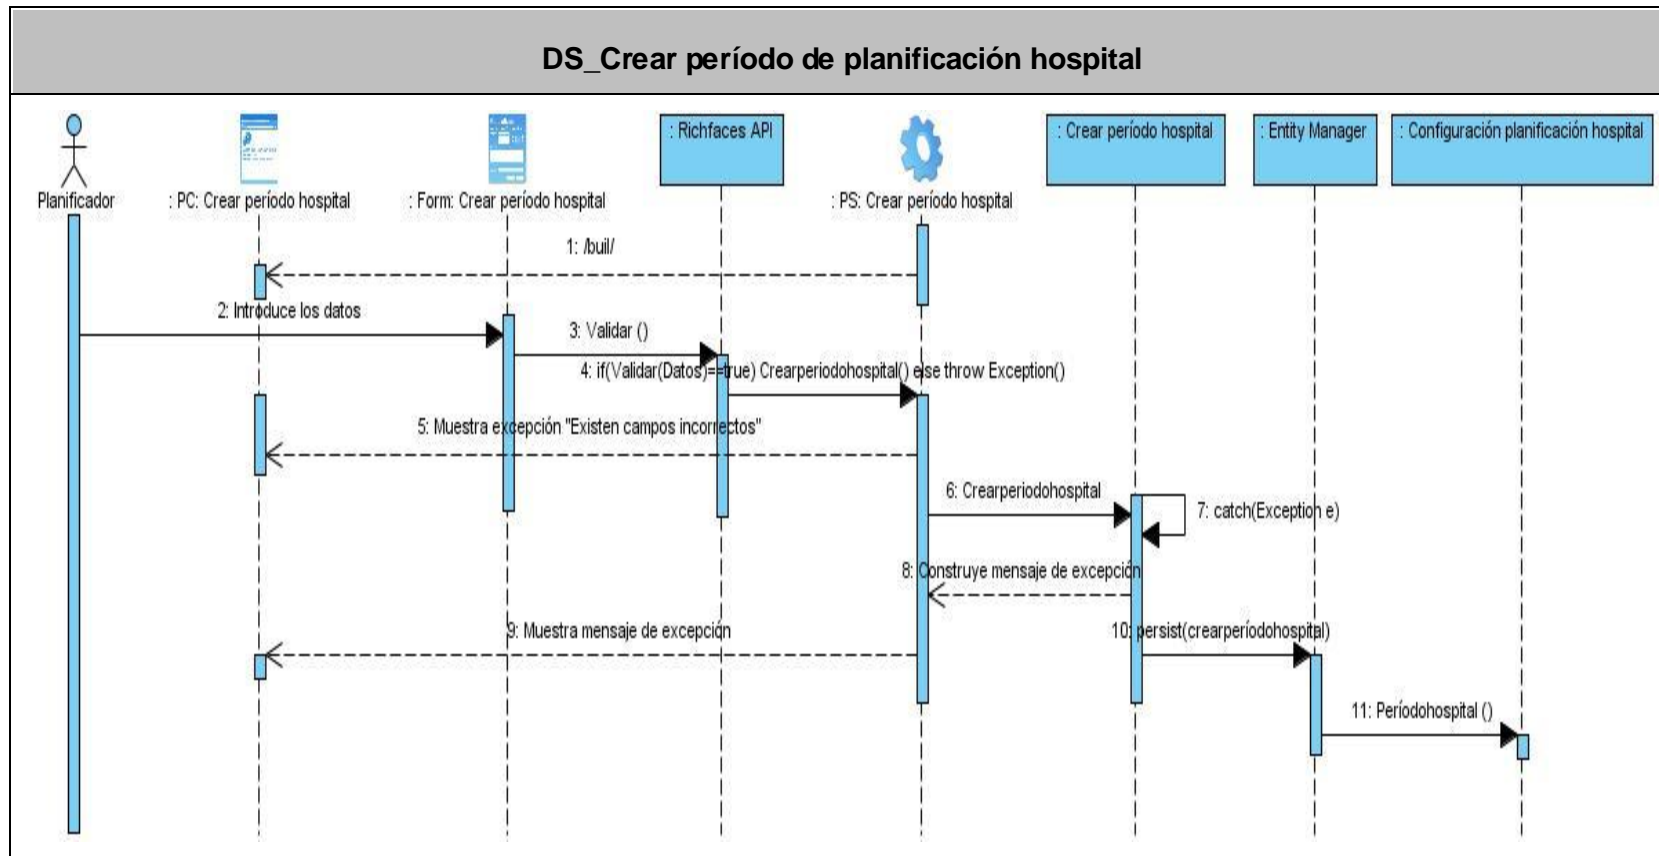 DS_Crear período de planificación hospital
Planificador
: PC: Crear período hospital
: Form: Crear período hospital
: Richfaces API
: PS: Crear período hospital
: Crear período hospital
: Entity Manager
: Configuración planificación hospital
1: /buil/
2: Introduce los datos
3: Validar ()
4: if(Validar(Datos)==true) Crearperiodohospital() else throw Exception()
5: Muestra excepción "Existen campos incorrectos"
6: Crearperiodohospital
7: catch(Exception e)
8: Construye mensaje de excepción
9: Muestra mensaje de excepción
10: persist(crearperíodohospital)
11: Períodohospital ()